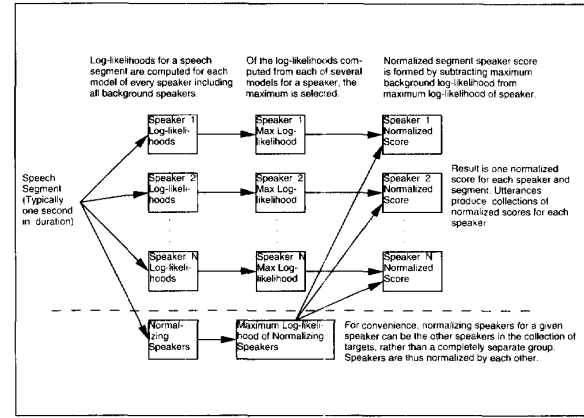 Log-likelihoods for a speech
segment are computed for each
model of every speaker including
all background speakers.
Of the log-likelihoods com-
puted from each of several
models for a speaker, the
maximum is selected.
Normalized segment speaker score
is formed by subtracting maximum
background log-likelihood from
maximum log-likelihood of speaker.
Speaker 1
Log-likeli-
hoods
Speaker 1
Max Log-
likelihood
Speaker 1
Normalized
Score
Speech
Segment
(Typically
one second
in duration)
Speaker 2
Log-likeli-
hoods
Speaker 2
Max Log-
likelihood
Speaker 2
Normalized
Score
Result is one normalized
score for each speaker and
segment. Utterances
produce collections of
normalized scores for each
speaker
Speaker N
Log-likeli-
hoods
Speaker N
Max Log-
likelihood
Speaker N
Normalized
Score
Normal-
izing
Speakers
Maximum Log-likeli-
hood of Normalizing
Speakers
For convenience, normalizing speakers for a given
speaker can be the other speakers in the collection of
targets, rather than a completely separate group.
Speakers are thus normalized by each other.